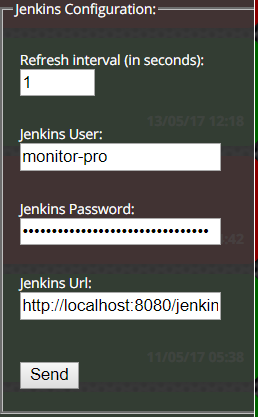 Jenkins Configuration:
Refresh interval (in seconds):
1
13/05/17 12:18
Jenkins User:
monitor-pro
Jenkins Password:
••••••••••••••••••••••••••••••••
:42
Jenkins Url:
http://localhost:8080/jenkin
11/05/17 05:38
Send